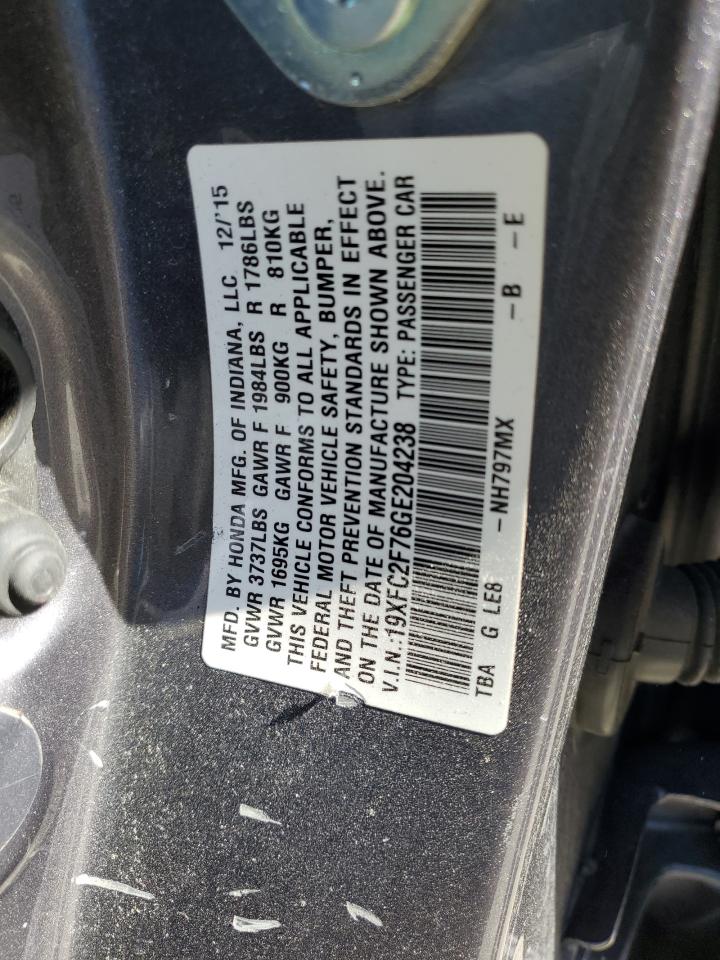 MFD. BY HONDA MFG. OF INDIANA, LLC 12/'15
GVWR 3737LBS GAWR F 1984LBS R 1786LBS
GVWR 1695KG GAWR F 900KG R 810KG
THIS VEHICLE CONFORMS TO ALL APPLICABLE
FEDERAL MOTOR VEHICLE SAFETY, BUMPER,
AND THEFT PREVENTION STANDARDS IN EFFECT
ON THE DATE OF MANUFACTURE SHOWN ABOVE.
V.I.N.:19XFC2F76GE204238 TYPE: PASSENGER CAR
TBA G LE8 -NH797MX -B -E